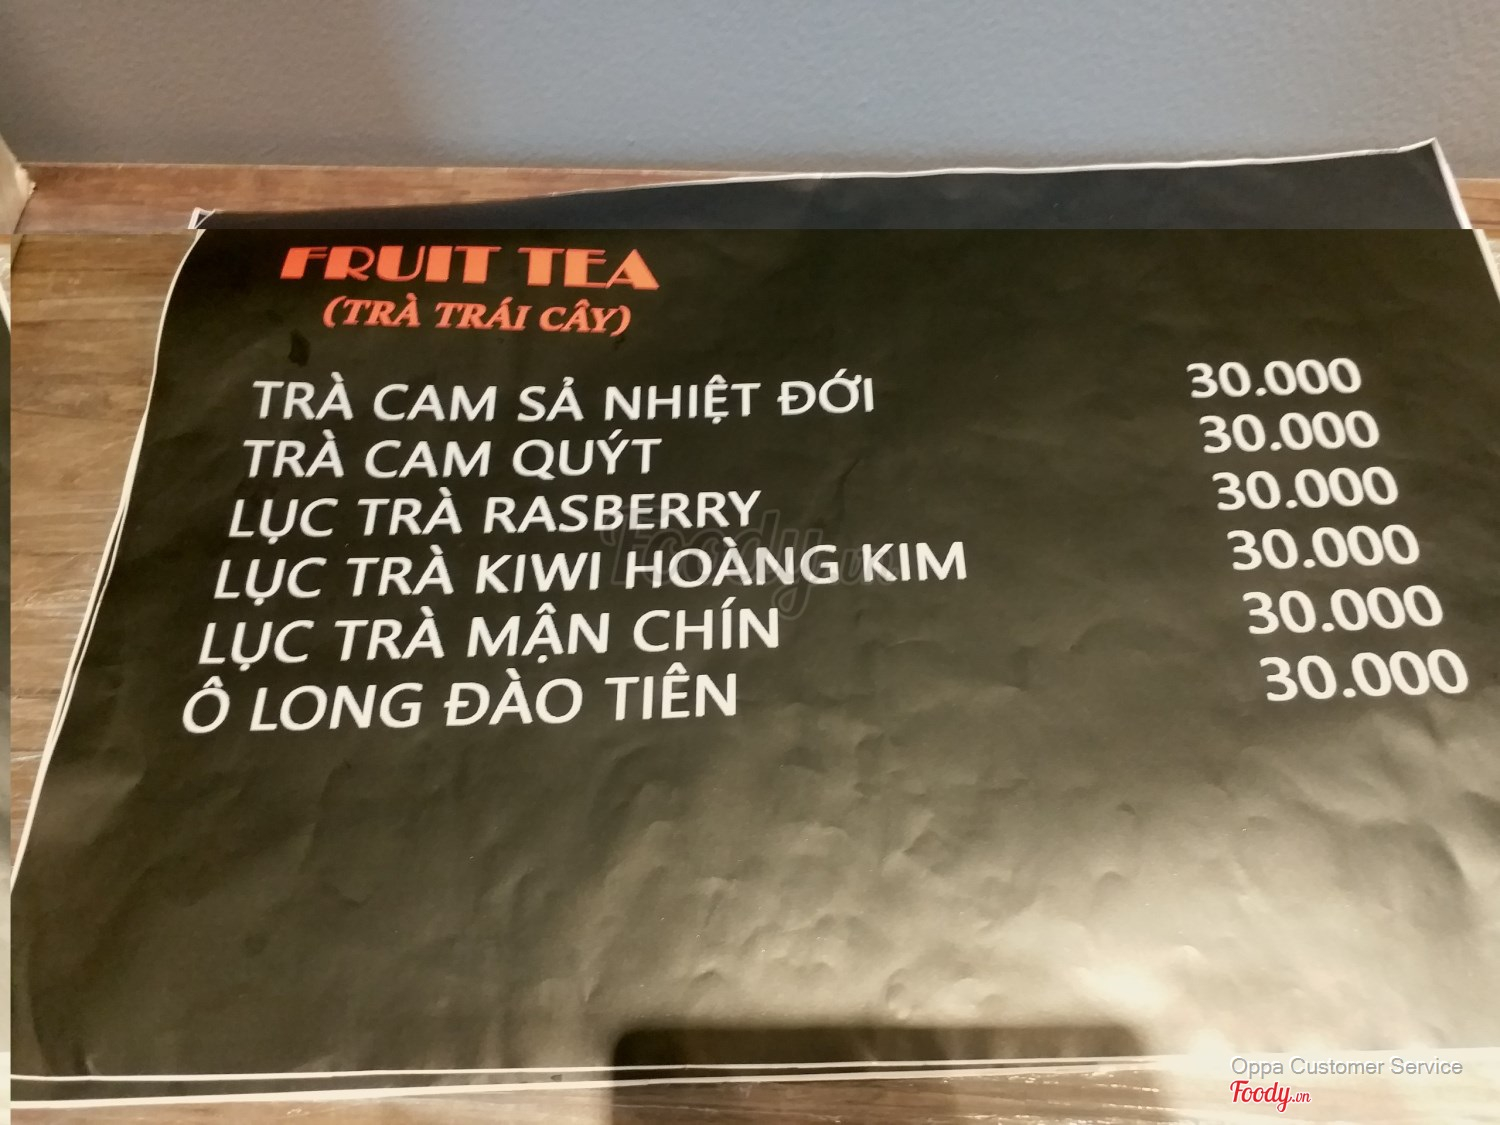 FRUIT TEA
(TRÀ TRÁI CÂY)
TRÀ CAM SẢ NHIỆT ĐỚI 30.000
TRÀ CAM QUÝT 30.000
LỤC TRÀ RASBERRY 30.000
LỤC TRÀ KIWI HOÀNG KIM 30.000
LỤC TRÀ MẬN CHÍN 30.000
Ô LONG ĐÀO TIÊN 30.000
Foody.vn
Oppa Customer Service
Foody.vn